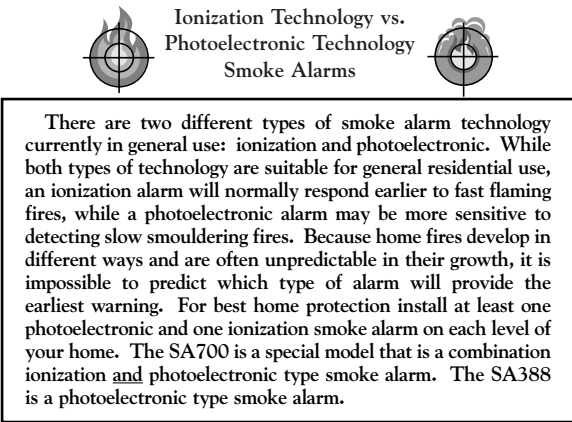 Ionization Technology vs.
Photoelectronic Technology
Smoke Alarms
There are two different types of smoke alarm technology
currently in general use: ionization and photoelectronic. While
both types of technology are suitable for general residential use,
an ionization alarm will normally respond earlier to fast flaming
fires, while a photoelectronic alarm may be more sensitive to
detecting slow smouldering fires. Because home fires develop in
different ways and are often unpredictable in their growth, it is
impossible to predict which type of alarm will provide the
earliest warning. For best home protection install at least one
photoelectronic and one ionization smoke alarm on each level of
your home. The SA700 is a special model that is a combination
ionization and photoelectronic type smoke alarm. The SA388
is a photoelectronic type smoke alarm.